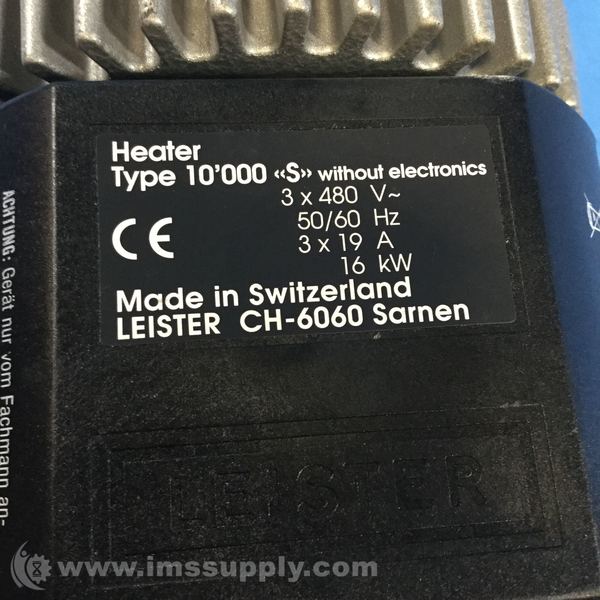 Heater
Type 10'000 «S» without electronics
3 x 480 V~
50/60 Hz
3 x 19 A
16 kW
CE
Made in Switzerland
LEISTER CH-6060 Sarnen
ACHTUNG: Gerät nur vom Fachmann an-
LEISTER
www.imssupply.com